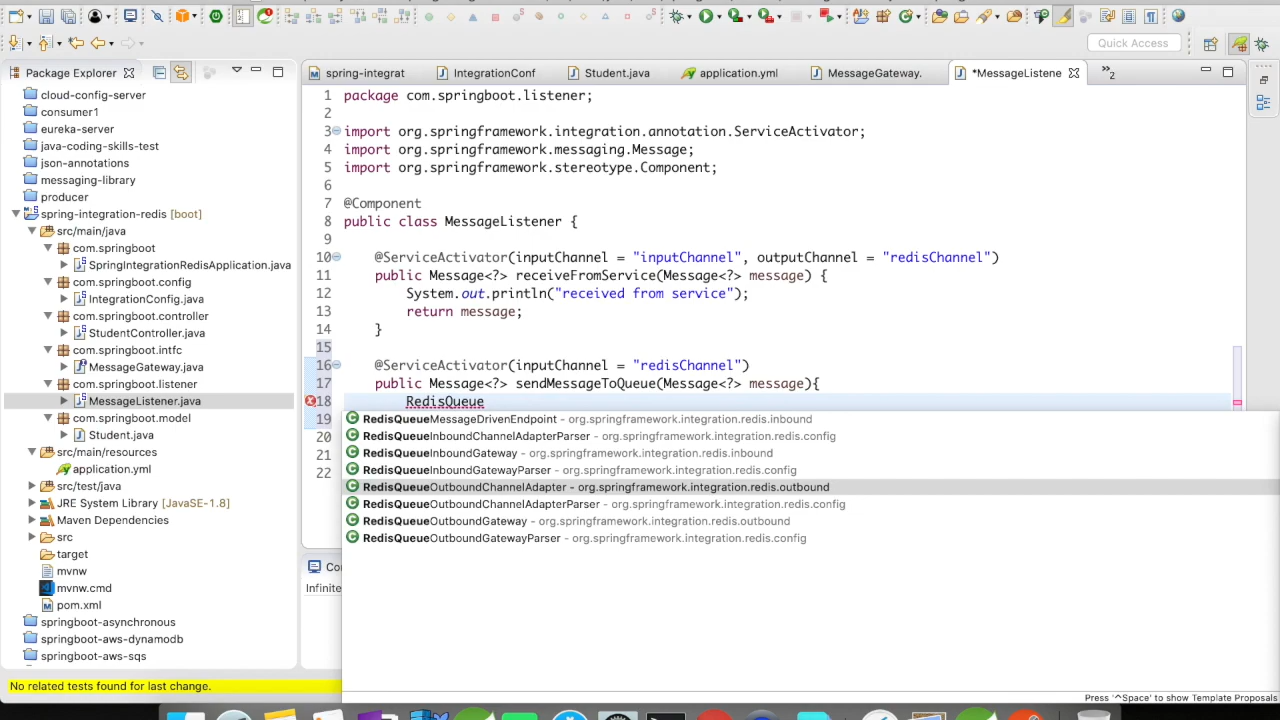 Quick Access
Package Explorer
spring-integrat
IntegrationConf
Student.java
application.yml
MessageGateway.
*MessageListene
»2
cloud-config-server
consumer1
eureka-server
java-coding-skills-test
json-annotations
messaging-library
producer
spring-integration-redis [boot]
src/main/java
com.springboot
SpringIntegrationRedisApplication.java
com.springboot.config
IntegrationConfig.java
com.springboot.controller
StudentController.java
com.springboot.intfc
MessageGateway.java
com.springboot.listener
MessageListener.java
com.springboot.model
Student.java
src/main/resources
application.yml
src/test/java
JRE System Library [JavaSE-1.8]
Maven Dependencies
src
target
mvnw
mvnw.cmd
pom.xml
springboot-asynchronous
springboot-aws-dynamodb
springboot-aws-sqs
No related tests found for last change.
1 package com.springboot.listener;
2
3 import org.springframework.integration.annotation.ServiceActivator;
4 import org.springframework.messaging.Message;
5 import org.springframework.stereotype.Component;
6
7 @Component
8 public class MessageListener {
9
10 @ServiceActivator(inputChannel = "inputChannel", outputChannel = "redisChannel")
11 public Message<?> receiveFromService(Message<?> message) {
12 System.out.println("received from service");
13 return message;
14 }
15
16 @ServiceActivator(inputChannel = "redisChannel")
17 public Message<?> sendMessageToQueue(Message<?> message){
18 RedisQueue
19
20
21
22
RedisQueueMessageDrivenEndpoint - org.springframework.integration.redis.inbound
RedisQueueInboundChannelAdapterParser - org.springframework.integration.redis.config
RedisQueueInboundGateway - org.springframework.integration.redis.inbound
RedisQueueInboundGatewayParser - org.springframework.integration.redis.config
RedisQueueOutboundChannelAdapter - org.springframework.integration.redis.outbound
RedisQueueOutboundChannelAdapterParser - org.springframework.integration.redis.config
RedisQueueOutboundGateway - org.springframework.integration.redis.outbound
RedisQueueOutboundGatewayParser - org.springframework.integration.redis.config
Co
Infinite
Press '^Space' to show Template Proposals